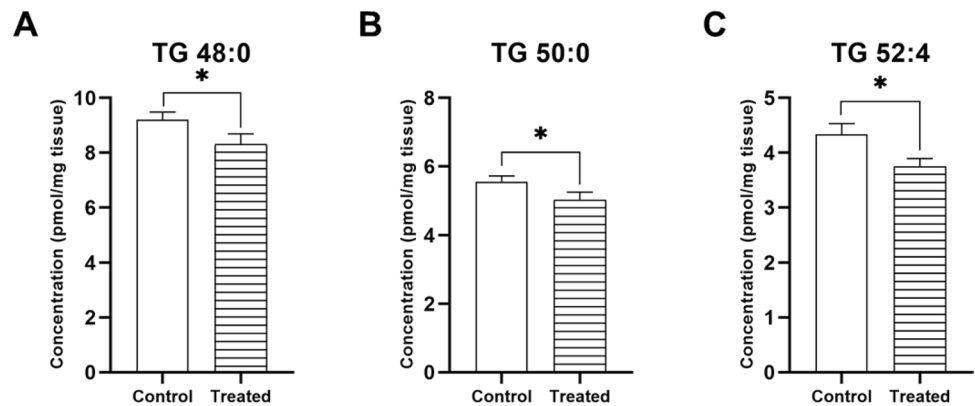 A
TG 48:0
*
Concentration (pmol/mg tissue)
10
8
6
4
2
0
Control Treated
B
TG 50:0
*
Concentration (pmol/mg tissue)
8
6
4
2
0
Control Treated
C
TG 52:4
*
Concentration (pmol/mg tissue)
5
4
3
2
1
0
Control Treated